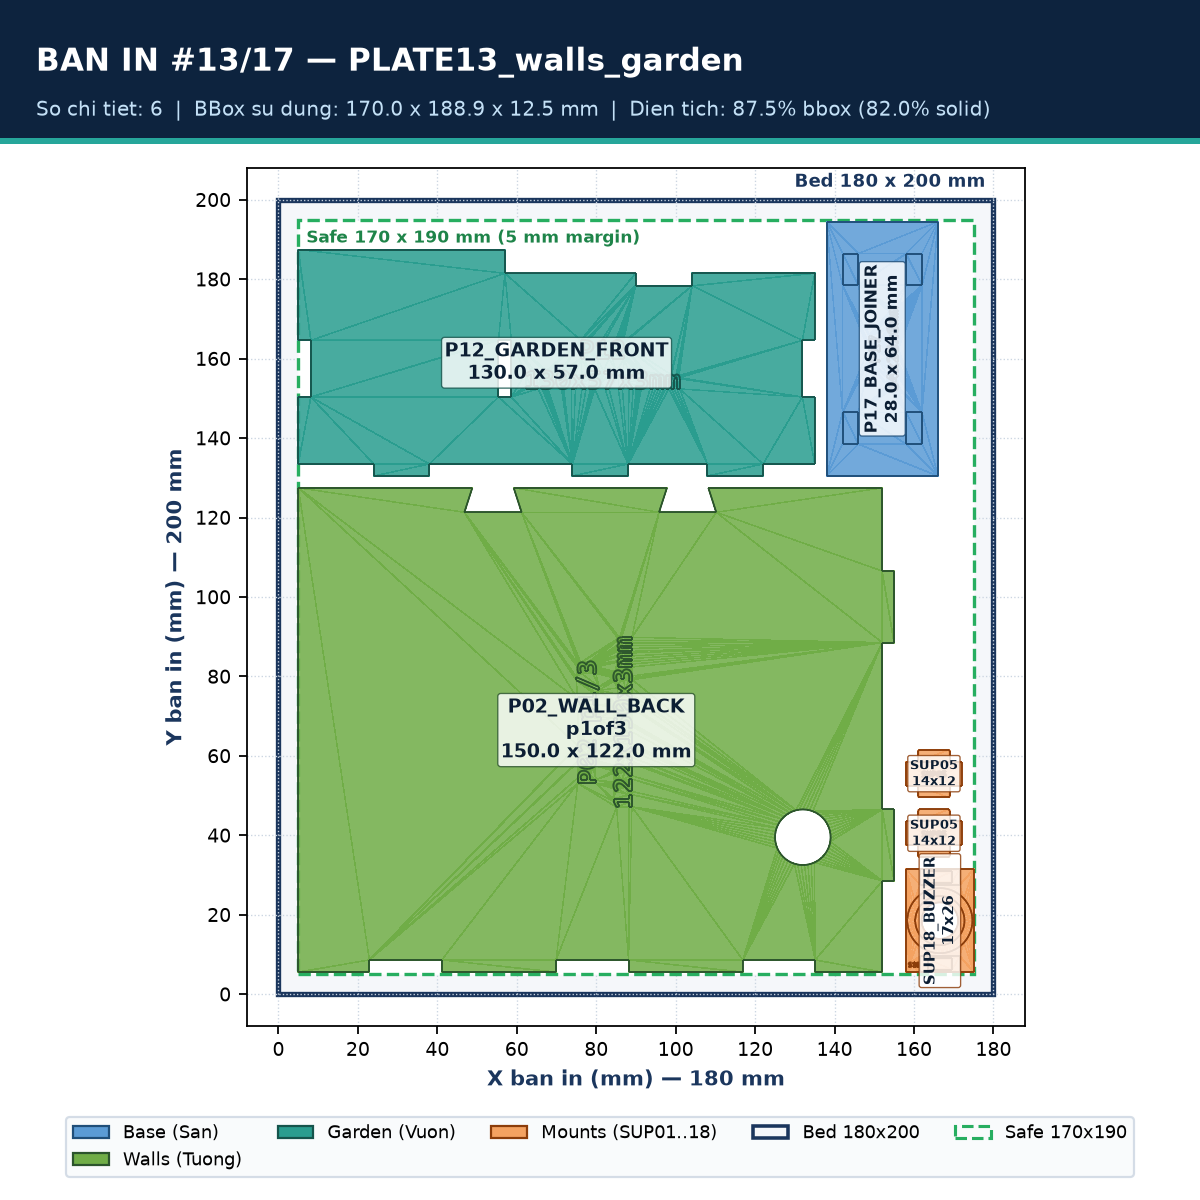 BAN IN #13/17 — PLATE13_walls_garden
So chi tiet: 6 | BBox su dung: 170.0 x 188.9 x 12.5 mm | Dien tich: 87.5% bbox (82.0% solid)
Bed 180 x 200 mm
Safe 170 x 190 mm (5 mm margin)
P12_GARDEN_FRONT
130.0 x 57.0 mm
P17_BASE_JOINER
28.0 x 64.0 mm
P02_WALL_BACK
p1of3
150.0 x 122.0 mm
SUP05
14x12
SUP05
14x12
SUP18_BUZZER
17x26
200
180
160
140
120
100
80
60
40
20
0
Y ban in (mm) — 200 mm
0 20 40 60 80 100 120 140 160 180
X ban in (mm) — 180 mm
Base (San)
Garden (Vuon)
Mounts (SUP01..18)
Bed 180x200
Safe 170x190
Walls (Tuong)